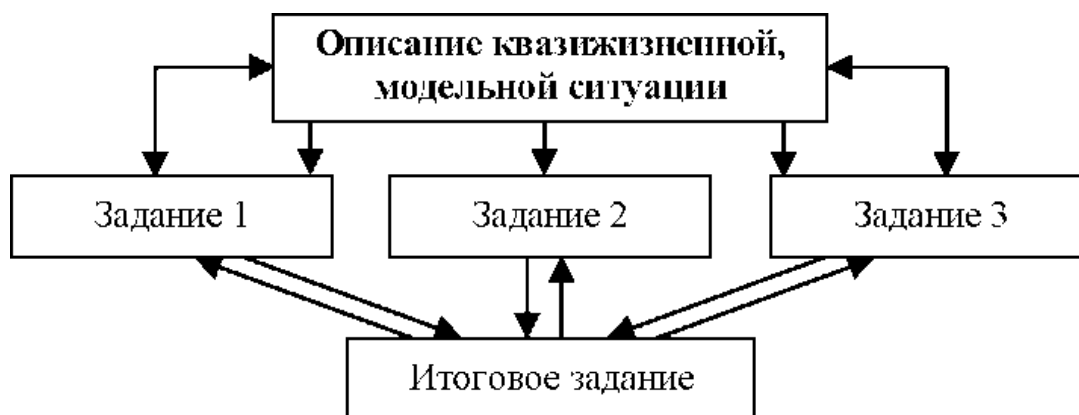 Описание квазижизненной,
модельной ситуации
Задание 1
Задание 2
Задание 3
Итоговое задание